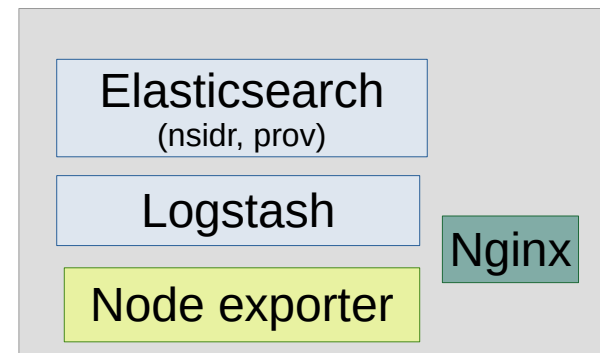 Elasticsearch
(nsidr, prov)
Logstash
Nginx
Node exporter